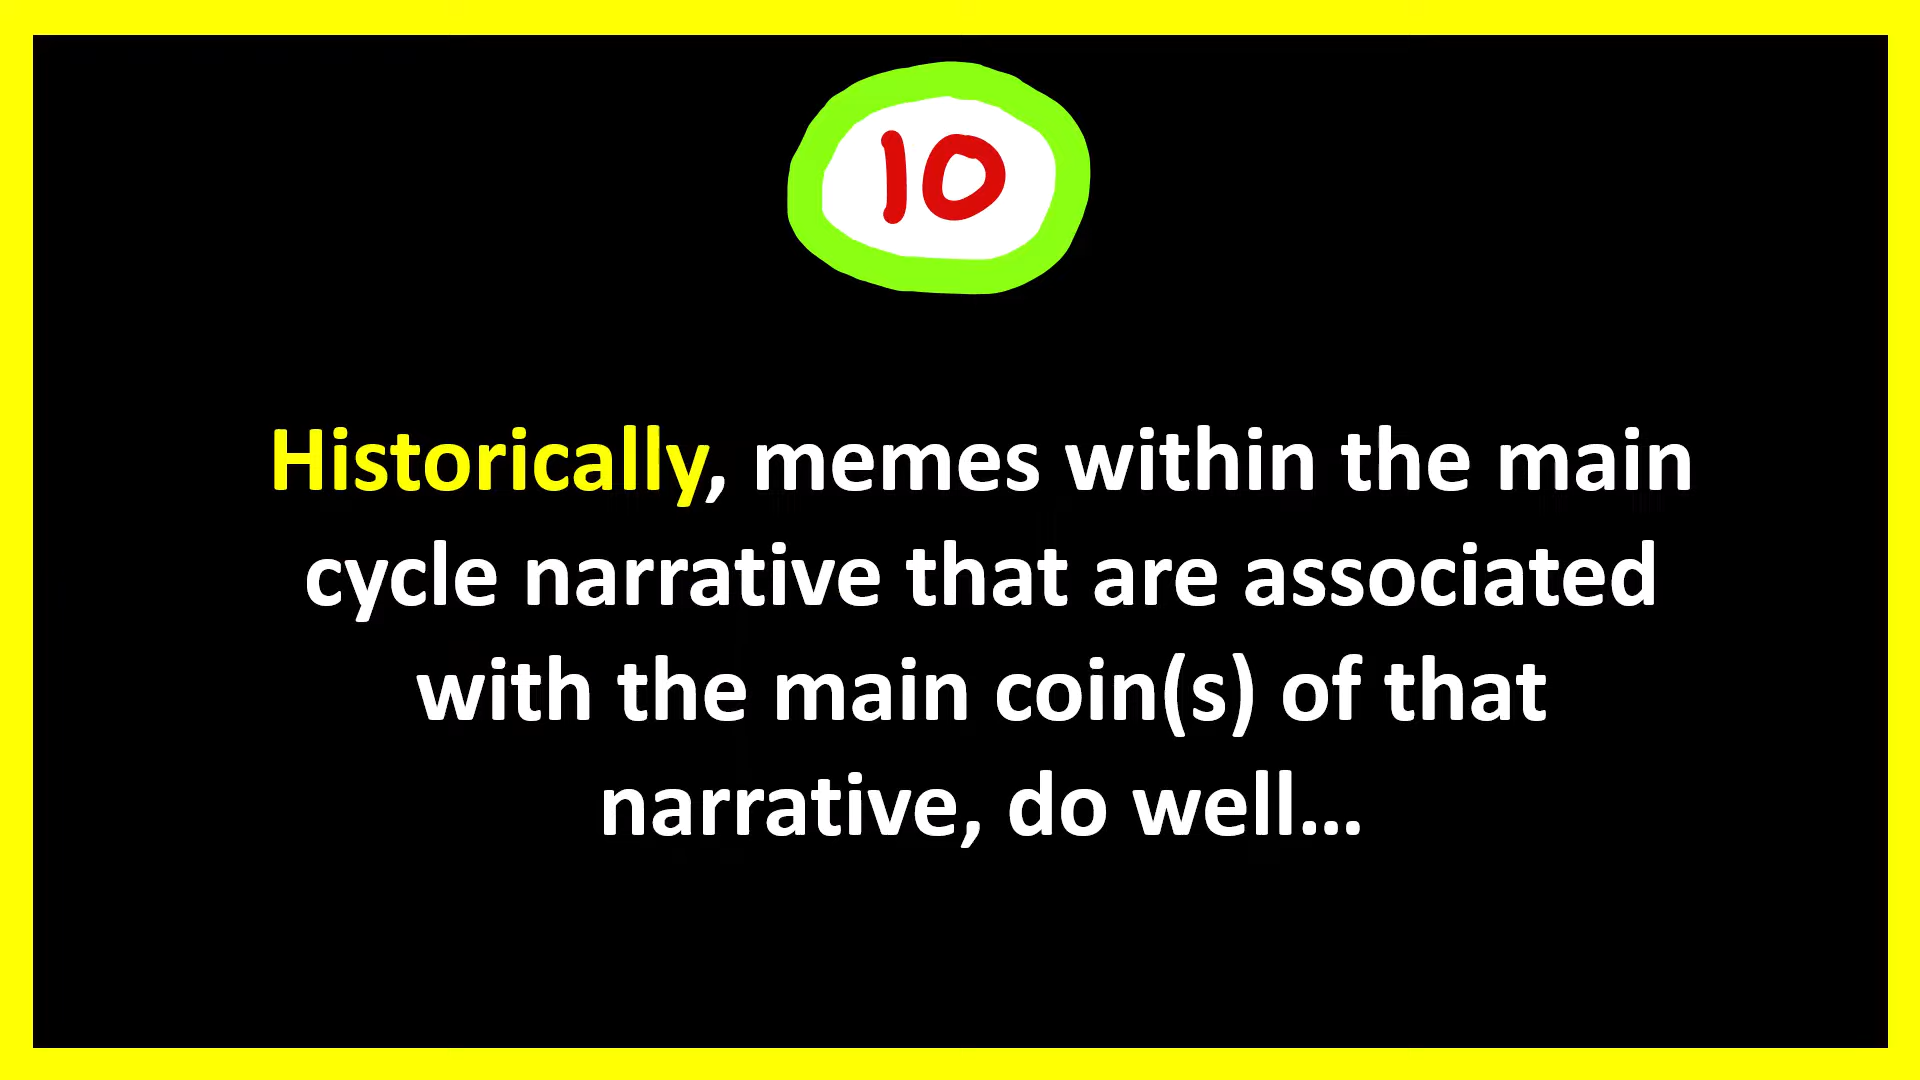 10
Historically, memes within the main
cycle narrative that are associated
with the main coin(s) of that
narrative, do well...